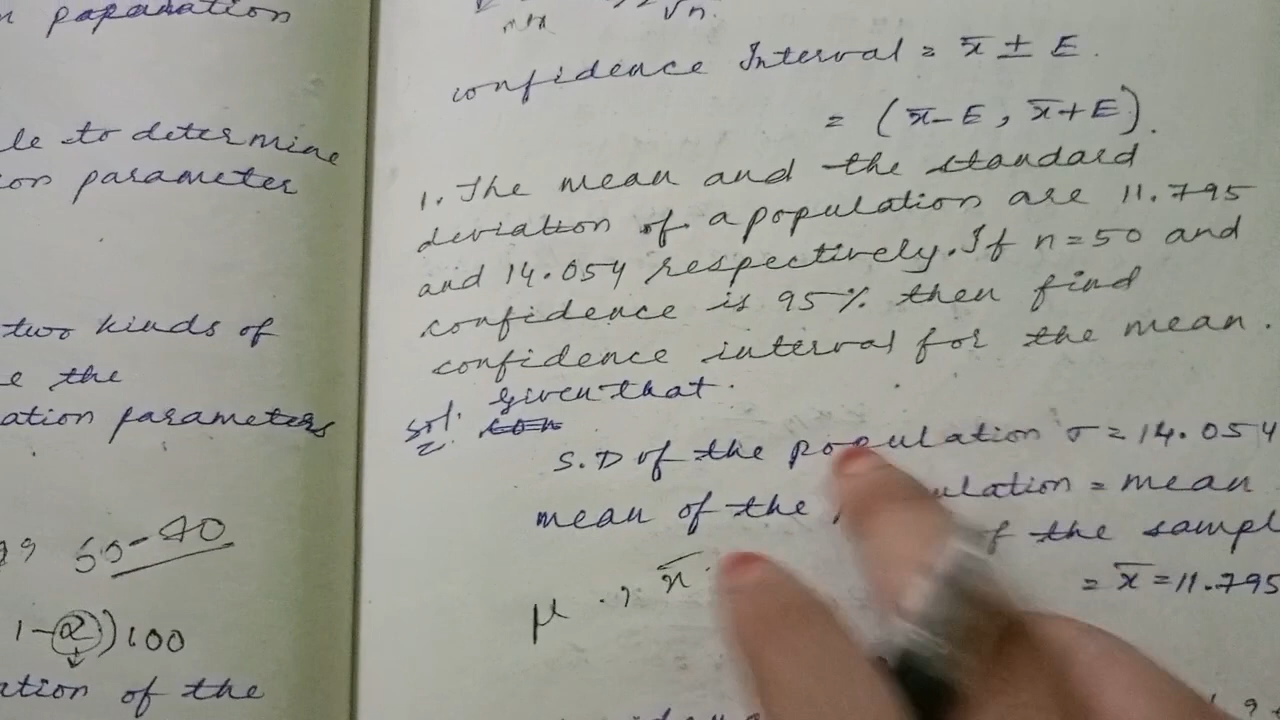 n papanation
le to determine
ion parameter
two kinds of
e the
ation parameters
50-40
1-α)100
ation of the
√n.
confidence Interval = x̄ ± E.
= (x̄-E, x̄+E).
1. The mean and the standard
deviation of a population are 11.795
and 14.054 respectively. If n=50 and
confidence is 95% then find
confidence interval for the mean.
Sol: Given that.
S.D of the population σ = 14.054
mean of the ulation = mean
of the sampl
= x̄ = 11.795
μ . , x̄.